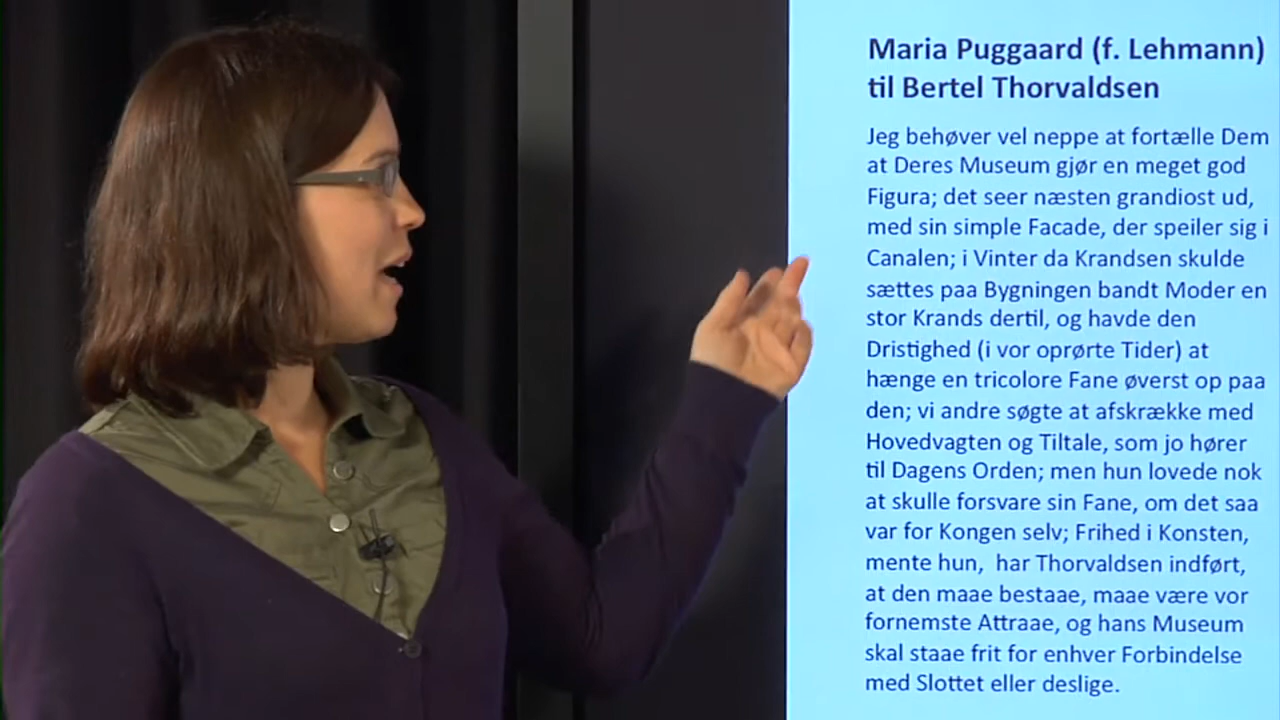 Maria Puggaard (f. Lehmann)
til Bertel Thorvaldsen
Jeg behøver vel neppe at fortælle Dem
at Deres Museum gjør en meget god
Figura; det seer næsten grandiost ud,
med sin simple Facade, der speiler sig i
Canalen; i Vinter da Krandsen skulde
sættes paa Bygningen bandt Moder en
stor Krands dertil, og havde den
Dristighed (i vor oprørte Tider) at
hænge en tricolore Fane øverst op paa
den; vi andre søgte at afskrække med
Hovedvagten og Tiltale, som jo hører
til Dagens Orden; men hun lovede nok
at skulle forsvare sin Fane, om det saa
var for Kongen selv; Frihed i Konsten,
mente hun,  har Thorvaldsen indført,
at den maae bestaae, maae være vor
fornemste Attraae, og hans Museum
skal staae frit for enhver Forbindelse
med Slottet eller deslige.